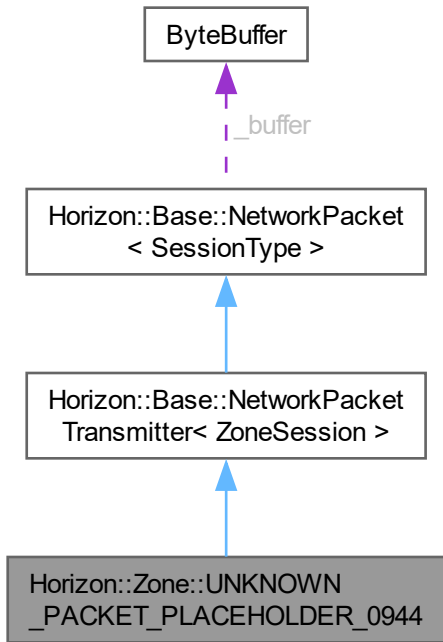 ByteBuffer
_buffer
Horizon::Base::NetworkPacket
< SessionType >
Horizon::Base::NetworkPacket
Transmitter< ZoneSession >
Horizon::Zone::UNKNOWN
_PACKET_PLACEHOLDER_0944